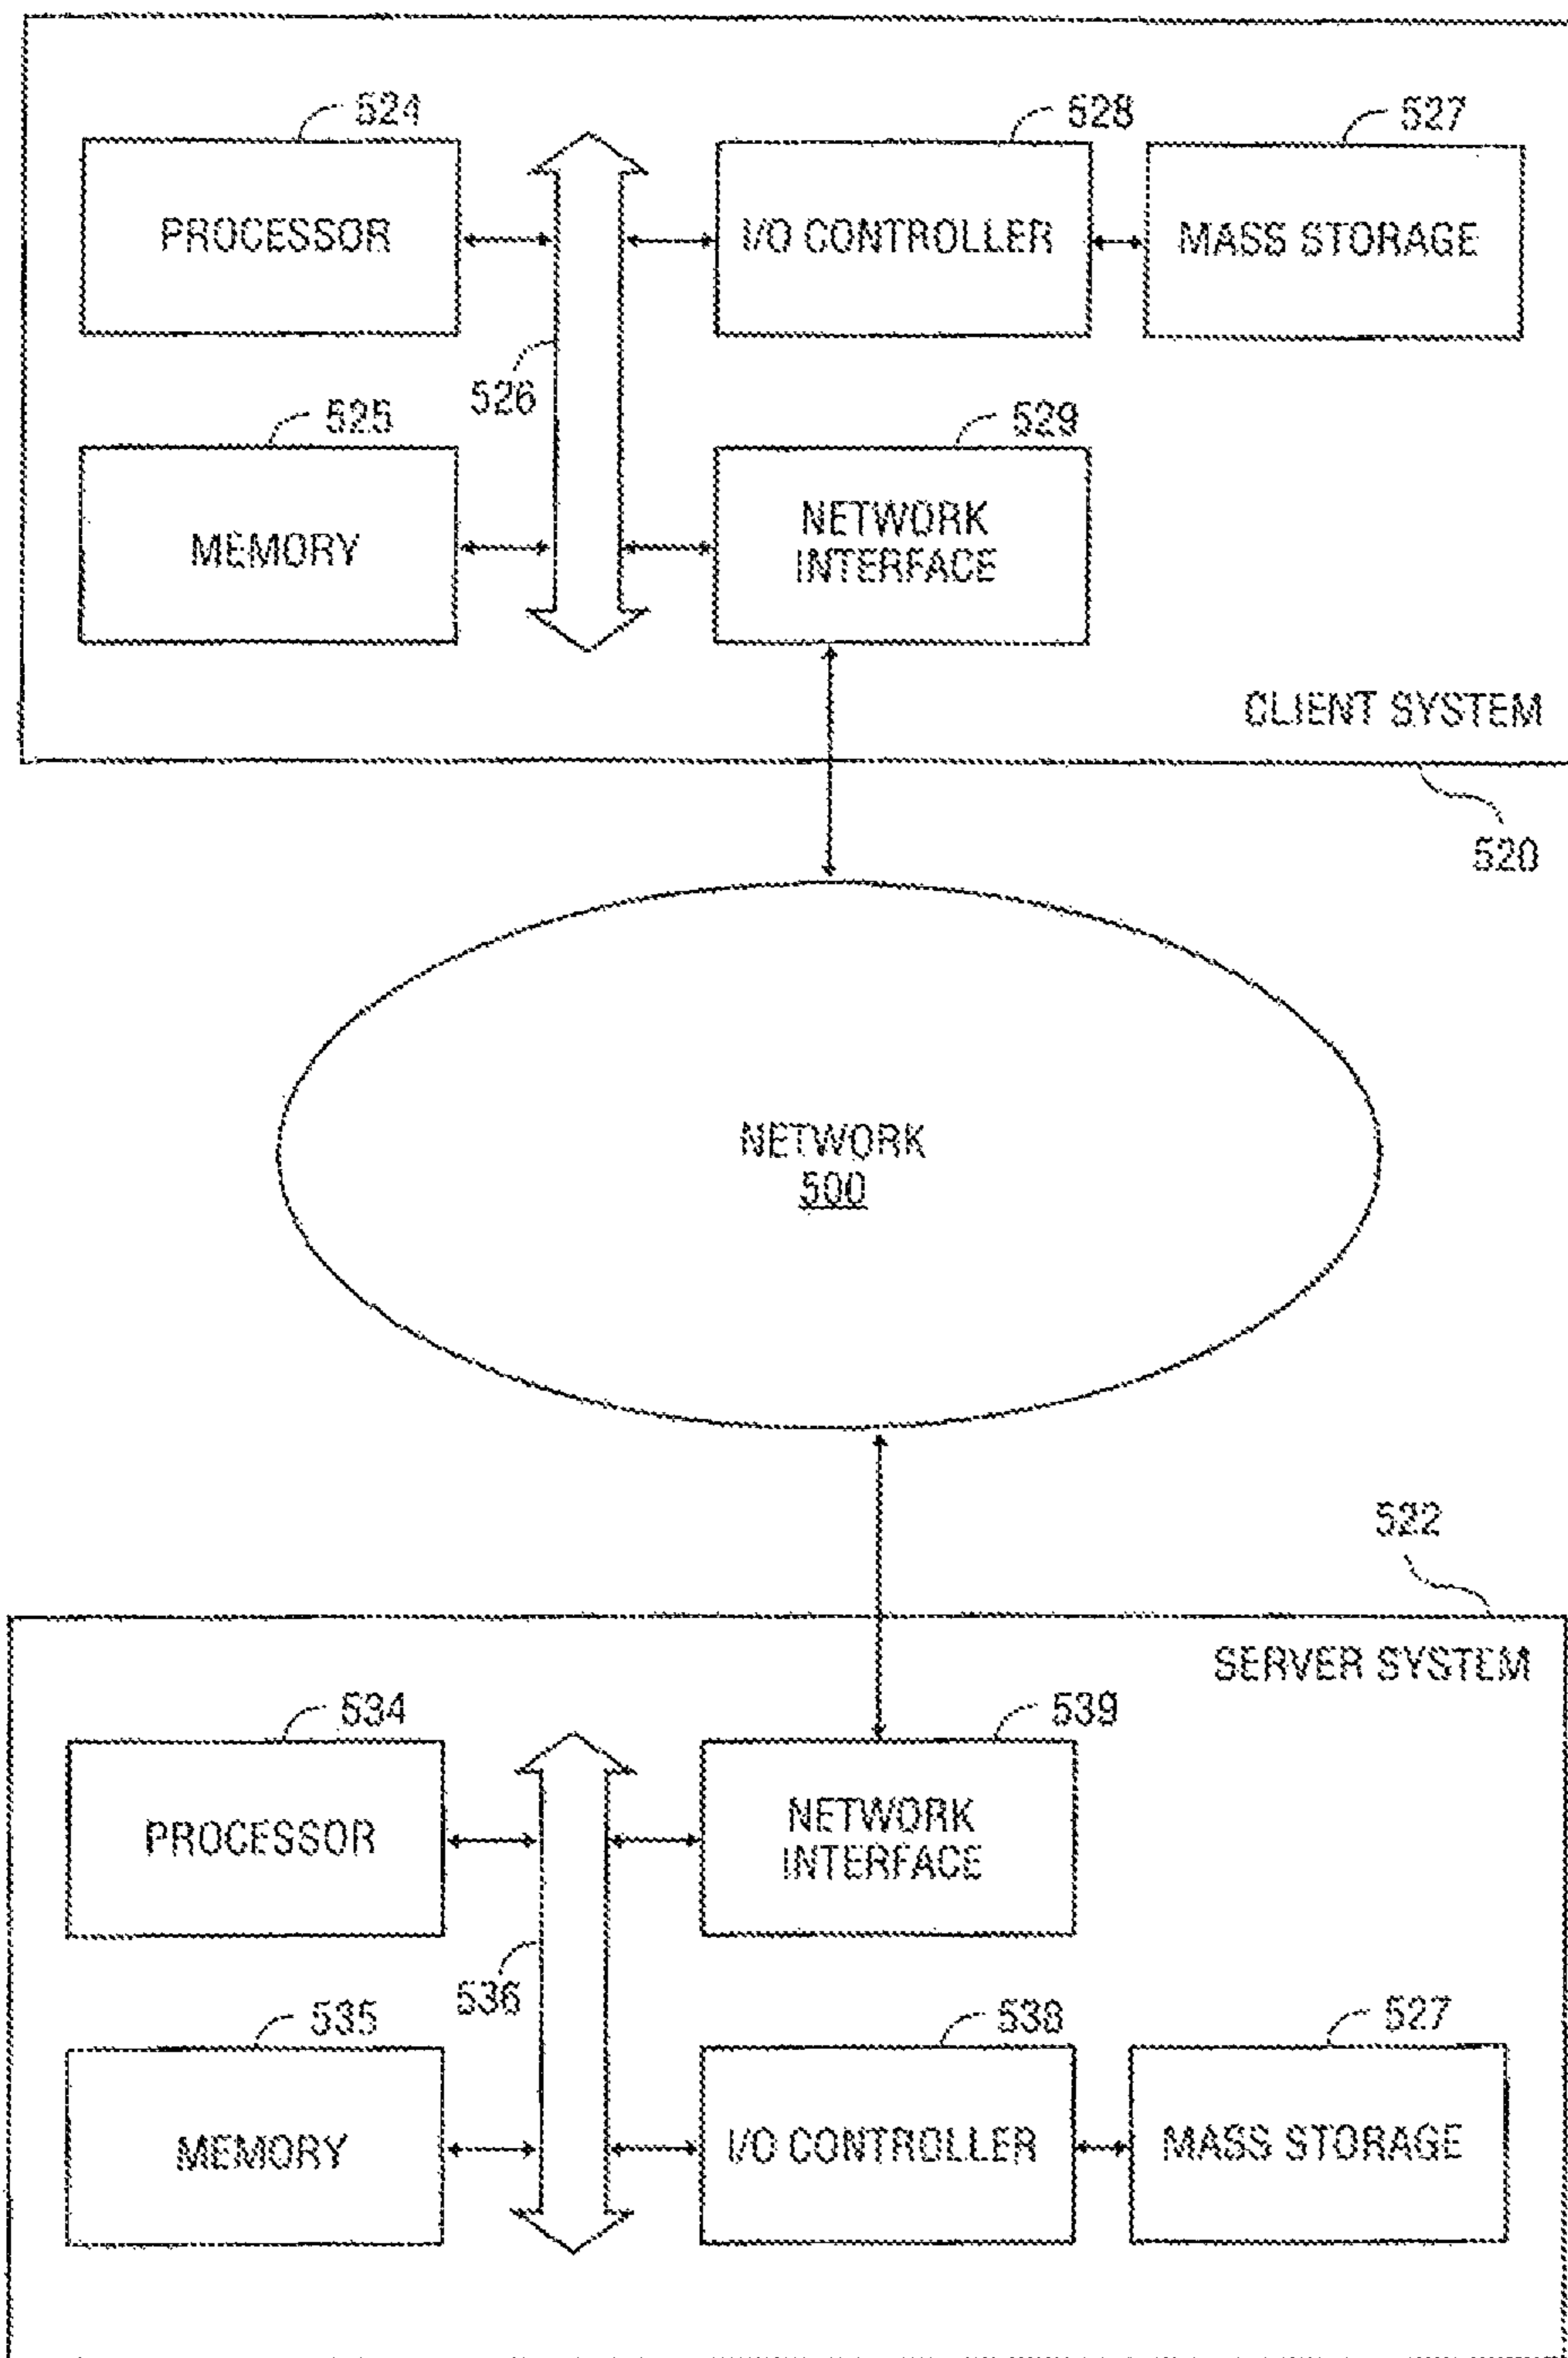 524
528
527
PROCESSOR
I/O CONTROLLER
MASS STORAGE
526
525
529
MEMORY
NETWORK
INTERFACE
CLIENT SYSTEM
520
NETWORK
500
522
SERVER SYSTEM
534
539
PROCESSOR
NETWORK
INTERFACE
536
535
538
527
MEMORY
I/O CONTROLLER
MASS STORAGE